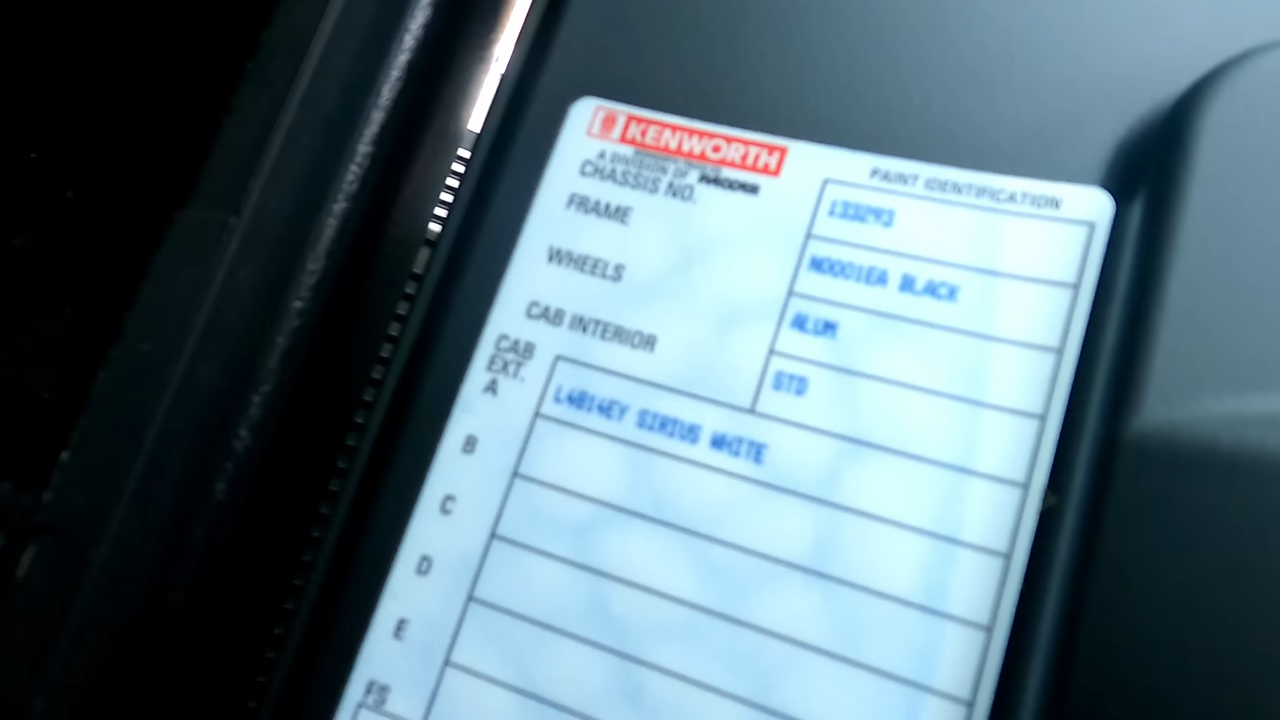 KENWORTH
A DIVISION OF PACCAR
PAINT IDENTIFICATION
CHASSIS NO. 133293
FRAME N0001EA BLACK
WHEELS ALUM
CAB INTERIOR STD
CAB
EXT.
A L4814EY SIRIUS WHITE
B
C
D
E
FS